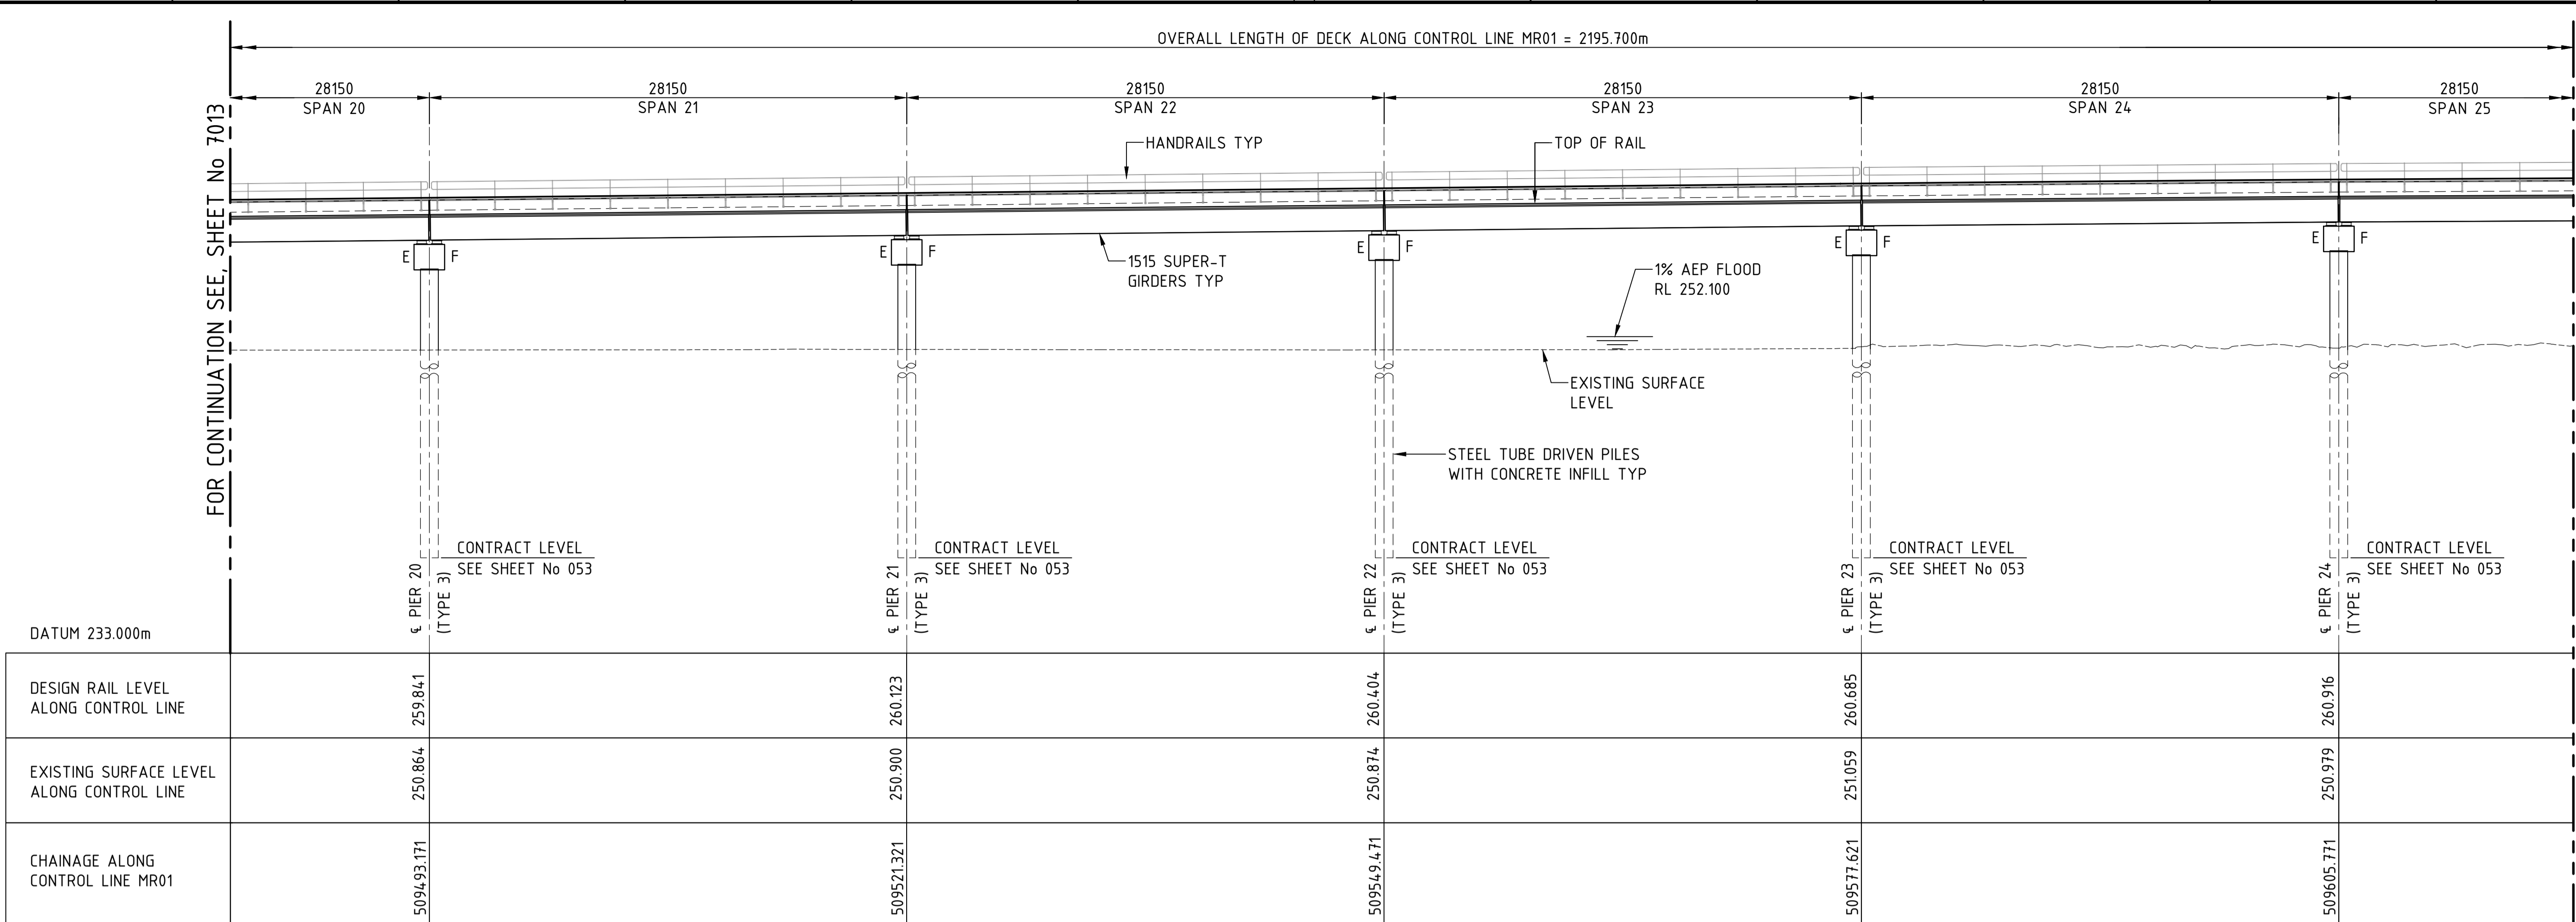 OVERALL LENGTH OF DECK ALONG CONTROL LINE MR01 = 2195.700m
28150
SPAN 20
28150
SPAN 21
28150
SPAN 22
28150
SPAN 23
28150
SPAN 24
28150
SPAN 25
FOR CONTINUATION SEE, SHEET No 7013
HANDRAILS TYP
TOP OF RAIL
E F
E F
E F
E F
E F
1515 SUPER-T
GIRDERS TYP
1% AEP FLOOD
RL 252.100
EXISTING SURFACE
LEVEL
STEEL TUBE DRIVEN PILES
WITH CONCRETE INFILL TYP
CONTRACT LEVEL
SEE SHEET No 053
CONTRACT LEVEL
SEE SHEET No 053
CONTRACT LEVEL
SEE SHEET No 053
CONTRACT LEVEL
SEE SHEET No 053
CONTRACT LEVEL
SEE SHEET No 053
℄ PIER 20
(TYPE 3)
℄ PIER 21
(TYPE 3)
℄ PIER 22
(TYPE 3)
℄ PIER 23
(TYPE 3)
℄ PIER 24
(TYPE 3)
DATUM 233.000m
DESIGN RAIL LEVEL
ALONG CONTROL LINE
259.841
260.123
260.404
260.685
260.916
EXISTING SURFACE LEVEL
ALONG CONTROL LINE
250.864
250.900
250.874
251.059
250.979
CHAINAGE ALONG
CONTROL LINE MR01
509493.171
509521.321
509549.471
509577.621
509605.771